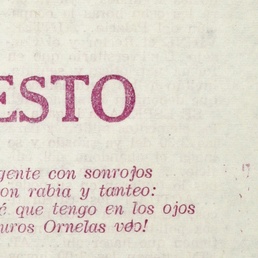 ESTO
gente con sonrojos
on rabia y tanteo:
á que tengo en los ojos
uros Ornelas veo!